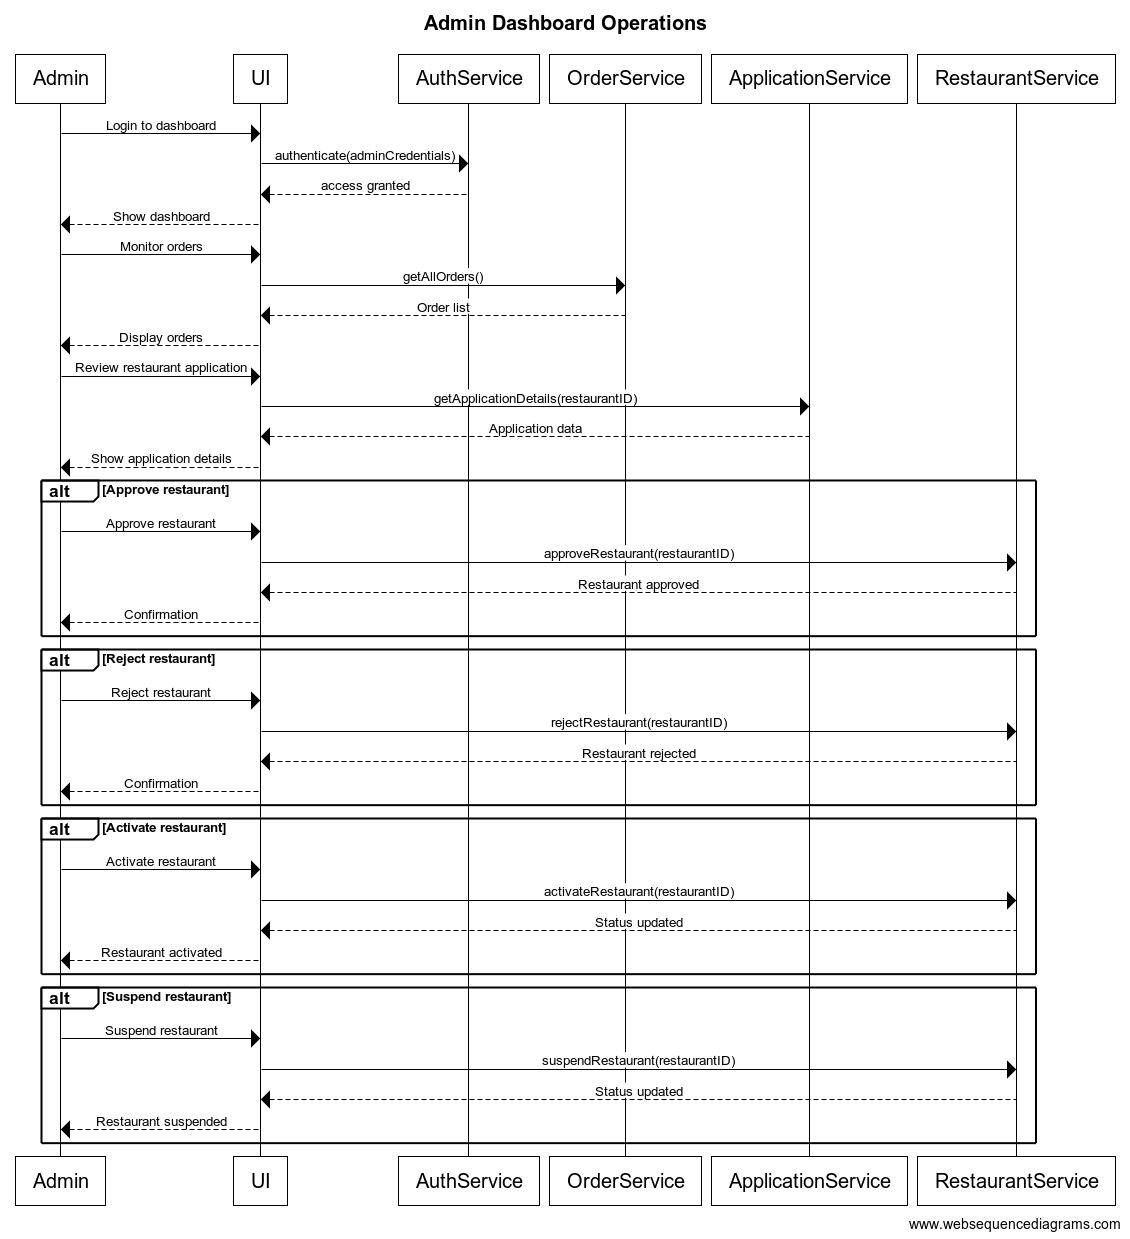 Admin Dashboard Operations
Admin UI AuthService OrderService ApplicationService RestaurantService
Login to dashboard
authenticate(adminCredentials)
access granted
Show dashboard
Monitor orders
getAllOrders()
Order list
Display orders
Review restaurant application
getApplicationDetails(restaurantID)
Application data
Show application details
alt [Approve restaurant]
Approve restaurant
approveRestaurant(restaurantID)
Restaurant approved
Confirmation
alt [Reject restaurant]
Reject restaurant
rejectRestaurant(restaurantID)
Restaurant rejected
Confirmation
alt [Activate restaurant]
Activate restaurant
activateRestaurant(restaurantID)
Status updated
Restaurant activated
alt [Suspend restaurant]
Suspend restaurant
suspendRestaurant(restaurantID)
Status updated
Restaurant suspended
Admin UI AuthService OrderService ApplicationService RestaurantService
www.websequencediagrams.com